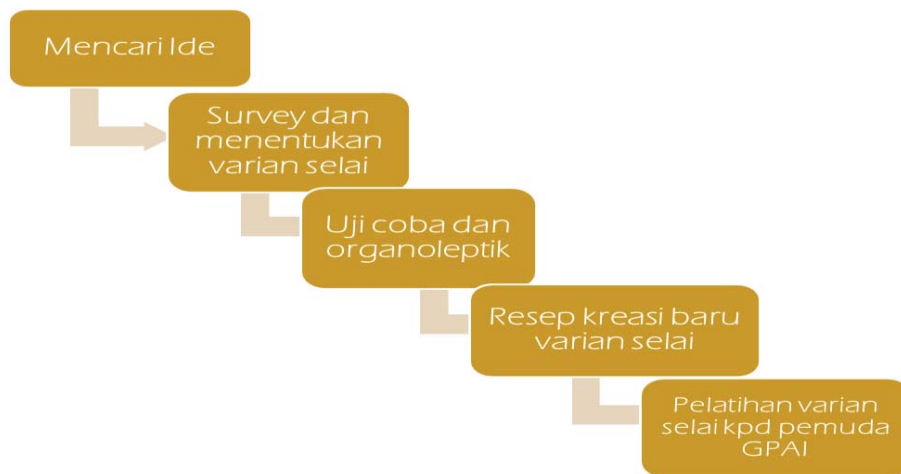 Mencari Ide
Survey dan
menentukan
varian selai
Uji coba dan
organoleptik
Resep kreasi baru
varian selai
Pelatihan varian
selai kpd pemuda
GPAI